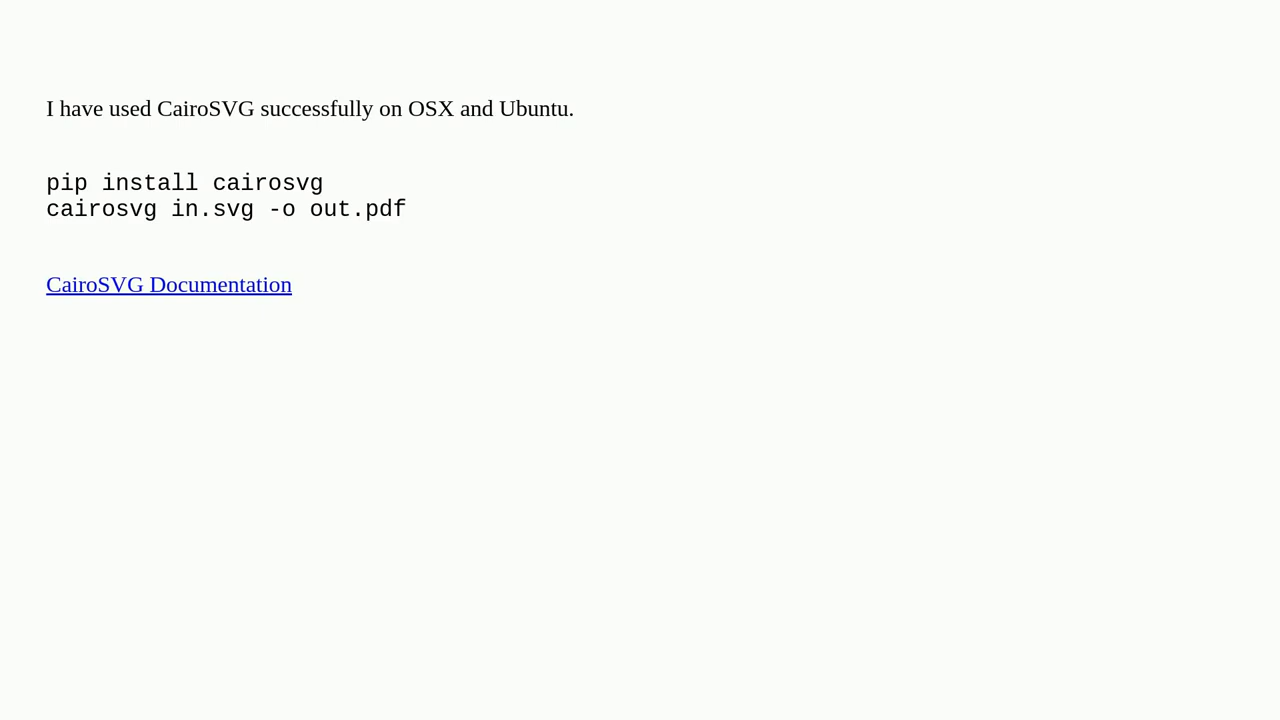 I have used CairoSVG successfully on OSX and Ubuntu.
pip install cairosvg
cairosvg in.svg -o out.pdf
CairoSVG Documentation